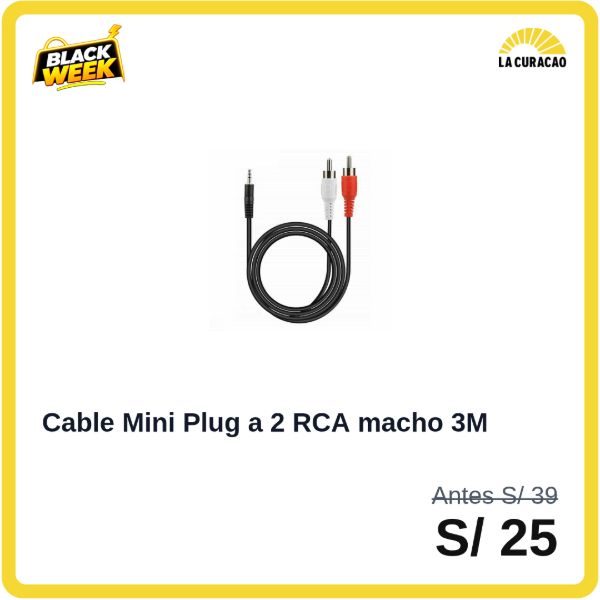 BLACK
WEEK
LA CURACAO
Cable Mini Plug a 2 RCA macho 3M
Antes S/ 39
S/ 25